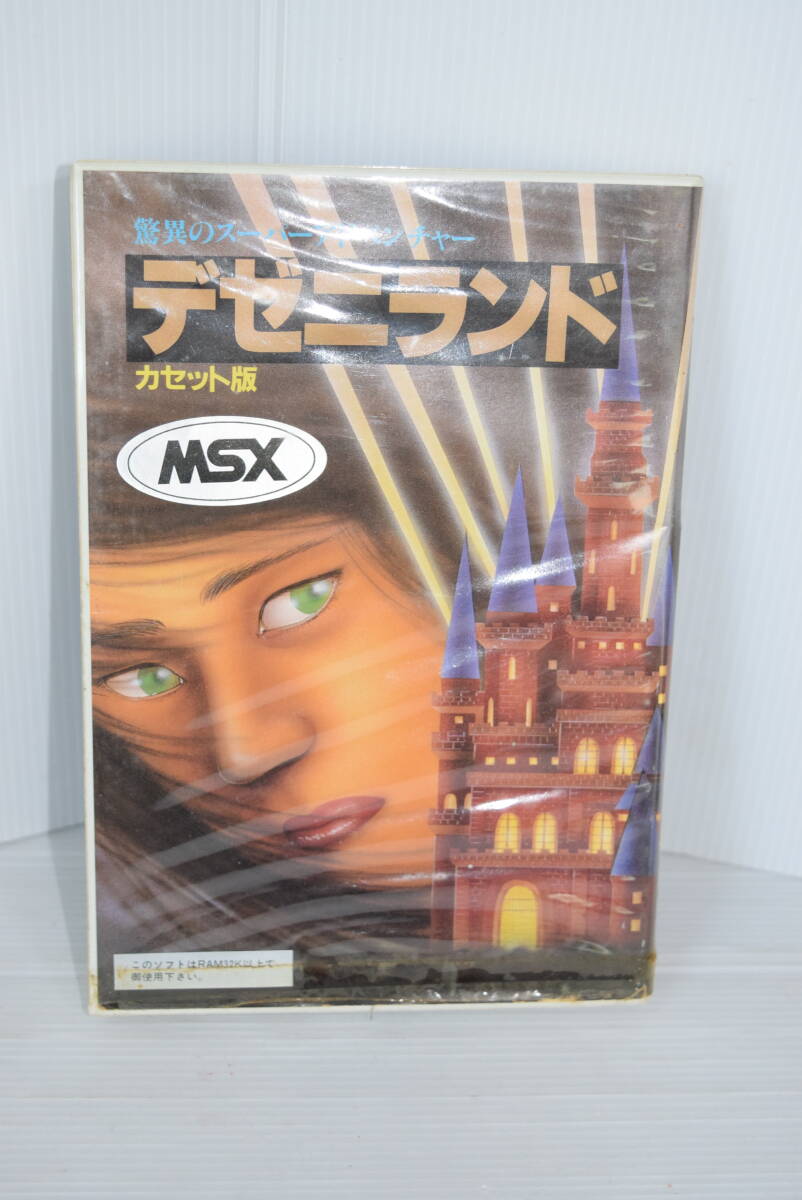 驚異のスーパーアドベンチャー
デゼニランド
カセット版
MSX
このソフトはRAM32K以上で
御使用下さい。